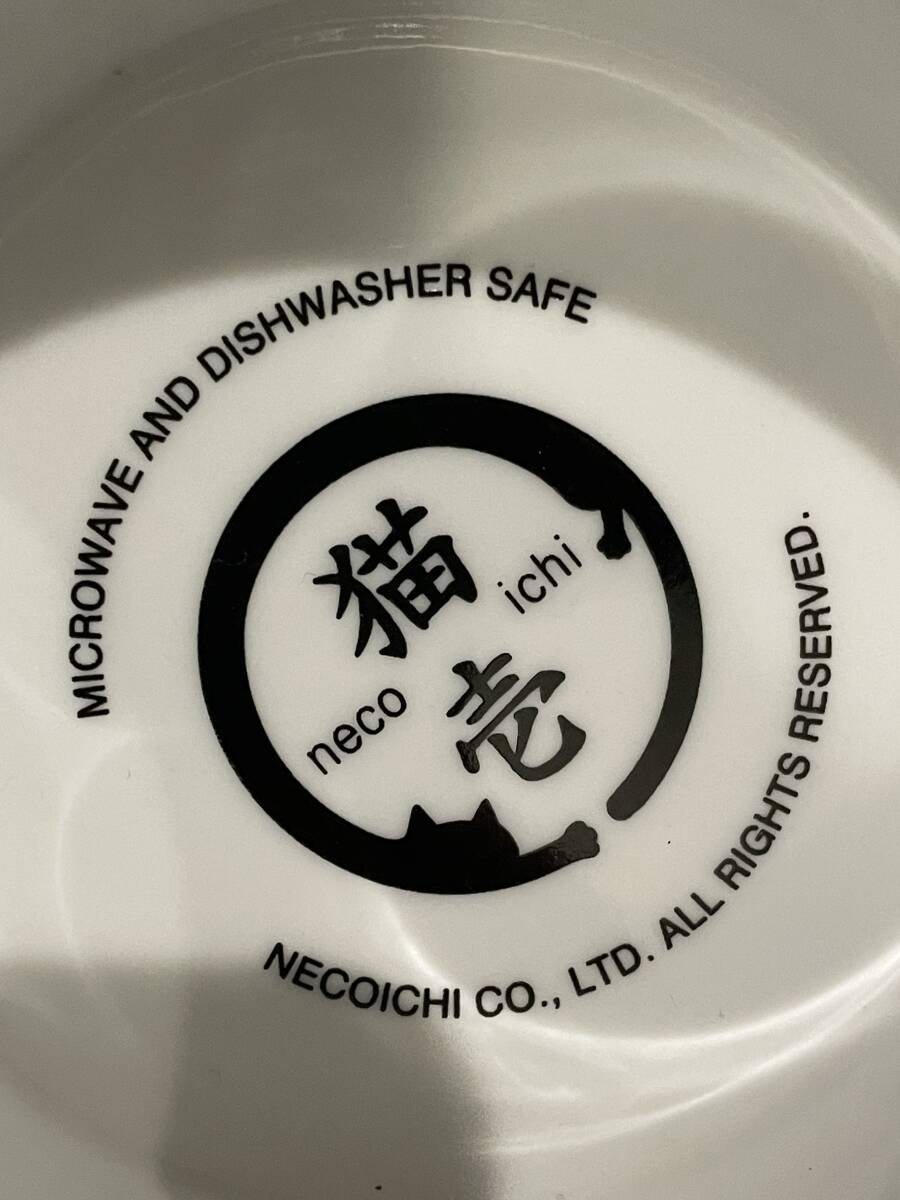 MICROWAVE AND DISHWASHER SAFE
猫壱
neco ichi
NECOICHI CO., LTD. ALL RIGHTS RESERVED.